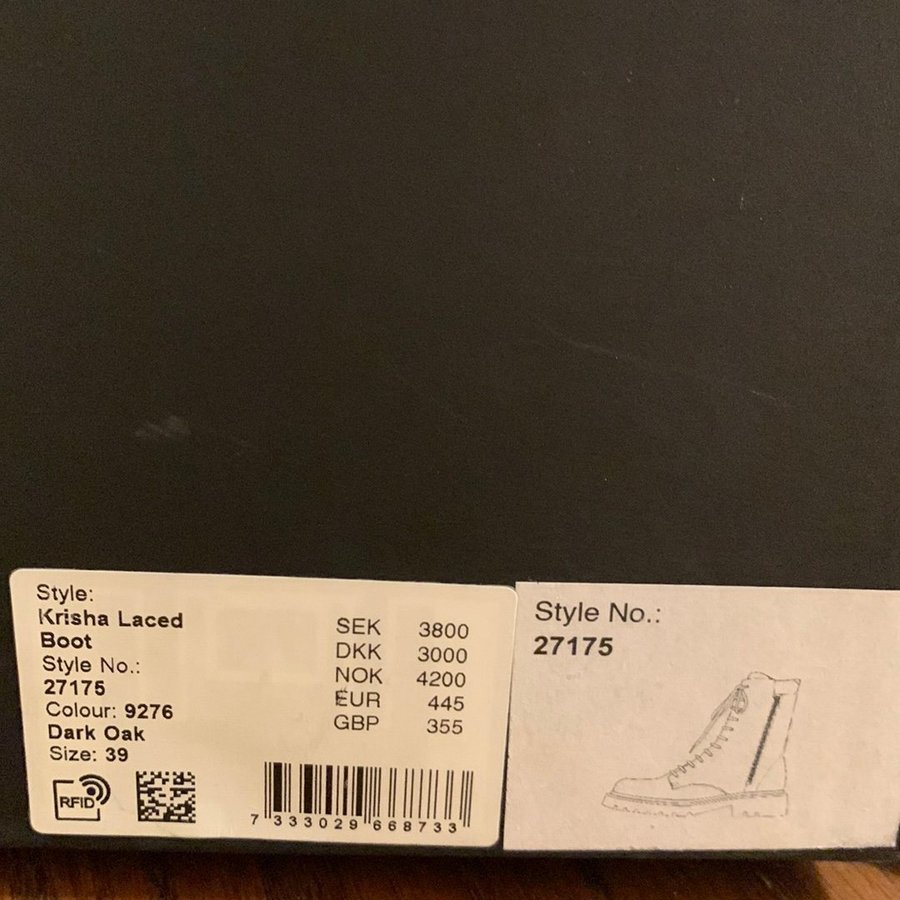 Style:
Krisha Laced
Boot
Style No.:
27175
Colour: 9276
Dark Oak
Size: 39
SEK 3800
DKK 3000
NOK 4200
EUR 445
GBP 355
RFID
7 333029 668733
Style No.:
27175